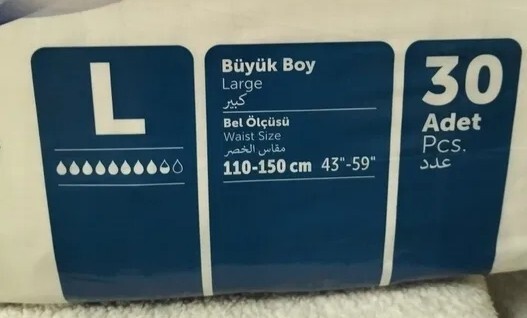 L
Büyük Boy
Large
كبير
Bel Ölçüsü
Waist Size
مقاس الخصر
110-150 cm 43"-59"
30
Adet
Pcs.
عدد